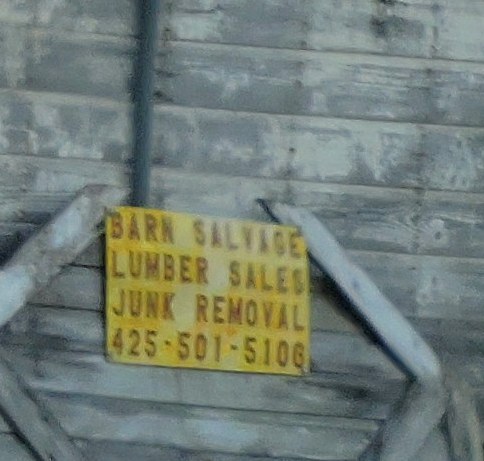 BARN SALVAGE
LUMBER SALES
JUNK REMOVAL
425-501-5106